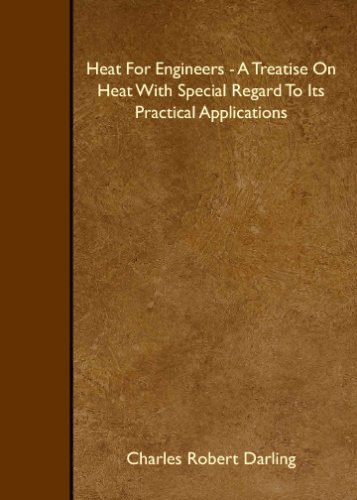 Heat For Engineers - A Treatise On
Heat With Special Regard To Its
Practical Applications
Charles Robert Darling